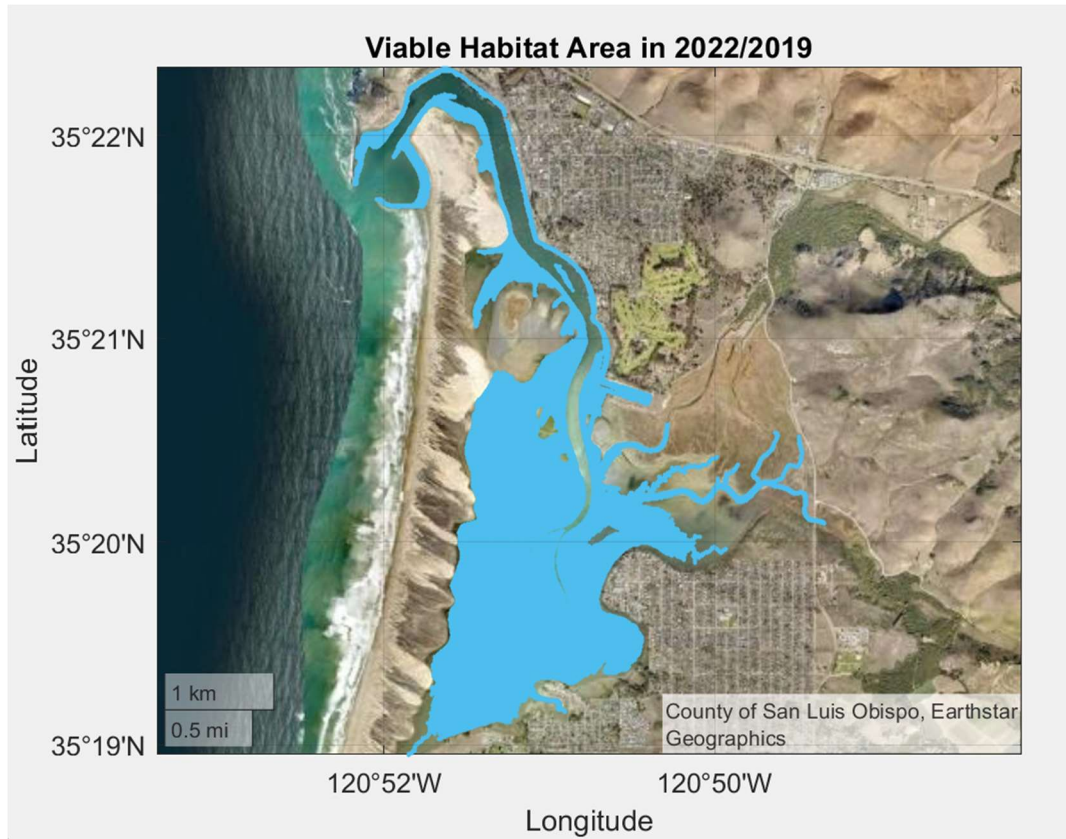 Viable Habitat Area in 2022/2019
35°22'N
35°21'N
35°20'N
35°19'N
Latitude
1 km
0.5 mi
County of San Luis Obispo, Earthstar
Geographics
120°52'W
120°50'W
Longitude